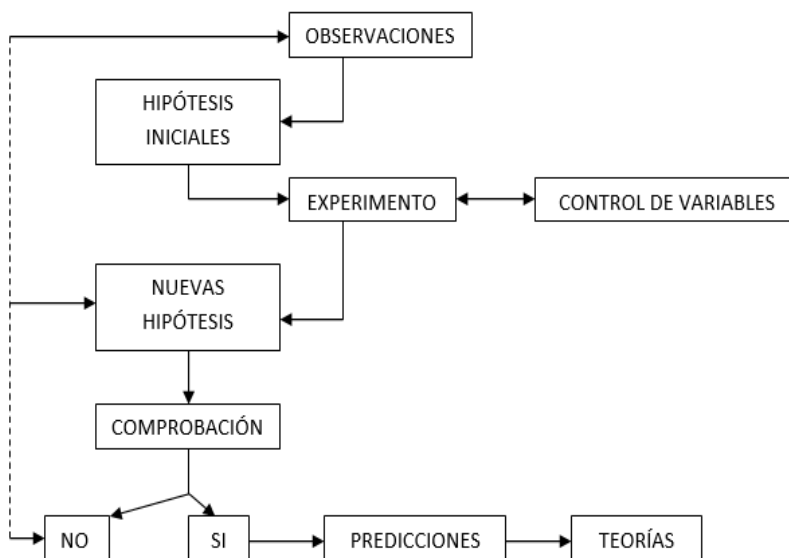 OBSERVACIONES
HIPÓTESIS
INICIALES
EXPERIMENTO
CONTROL DE VARIABLES
NUEVAS
HIPÓTESIS
COMPROBACIÓN
NO
SI
PREDICCIONES
TEORÍAS